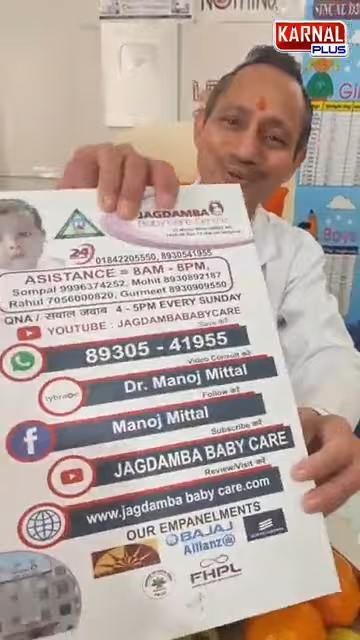 KARNAL
PLUS
NOTHING
JAGDAMBA
Baby Care Centre
24
01842205550, 8930541955
ASISTANCE = 8AM - 8PM,
Sompal 9996374252, Mohit 8930892187
Rahul 7056000820, Gurmeet 8930909550
QNA / सवाल जवाब 4 - 5PM EVERY SUNDAY
YOUTUBE : JAGDAMBABABYCARE
Save करे
89305 - 41955
Video Consult करे
lybrate
Dr. Manoj Mittal
Follow करे
Manoj Mittal
Subscribe करे
JAGDAMBA BABY CARE
Review/Visit करे
www.jagdamba baby care.com
OUR EMPANELMENTS
BAJAJ
Allianz
FHPL